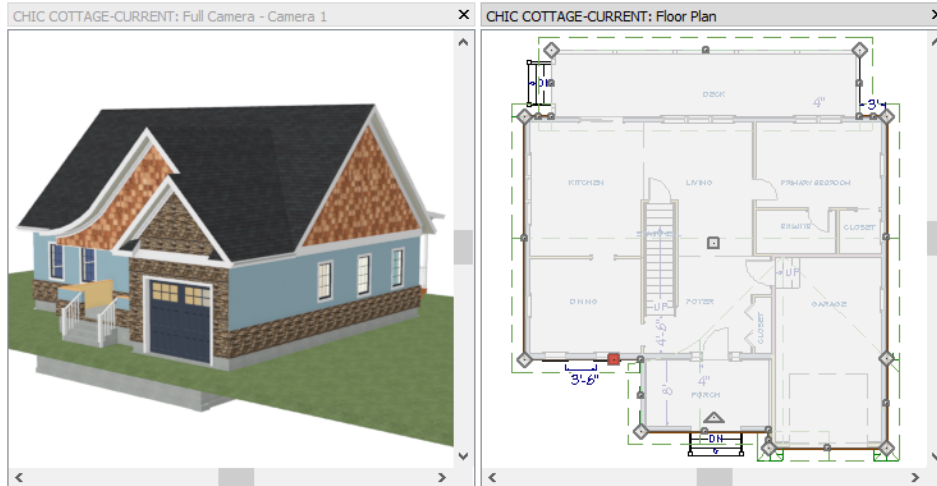 CHIC COTTAGE-CURRENT: Full Camera - Camera 1
CHIC COTTAGE-CURRENT: Floor Plan
DN
DECK
4"
3'
KITCHEN
LIVING
PRIMARY BEDROOM
ENSUITE
CLOSET
UP
DINING
UP
FOYER
GARAGE
CLOSET
4'-6"
3'-6"
8'
4"
PORCH
DN